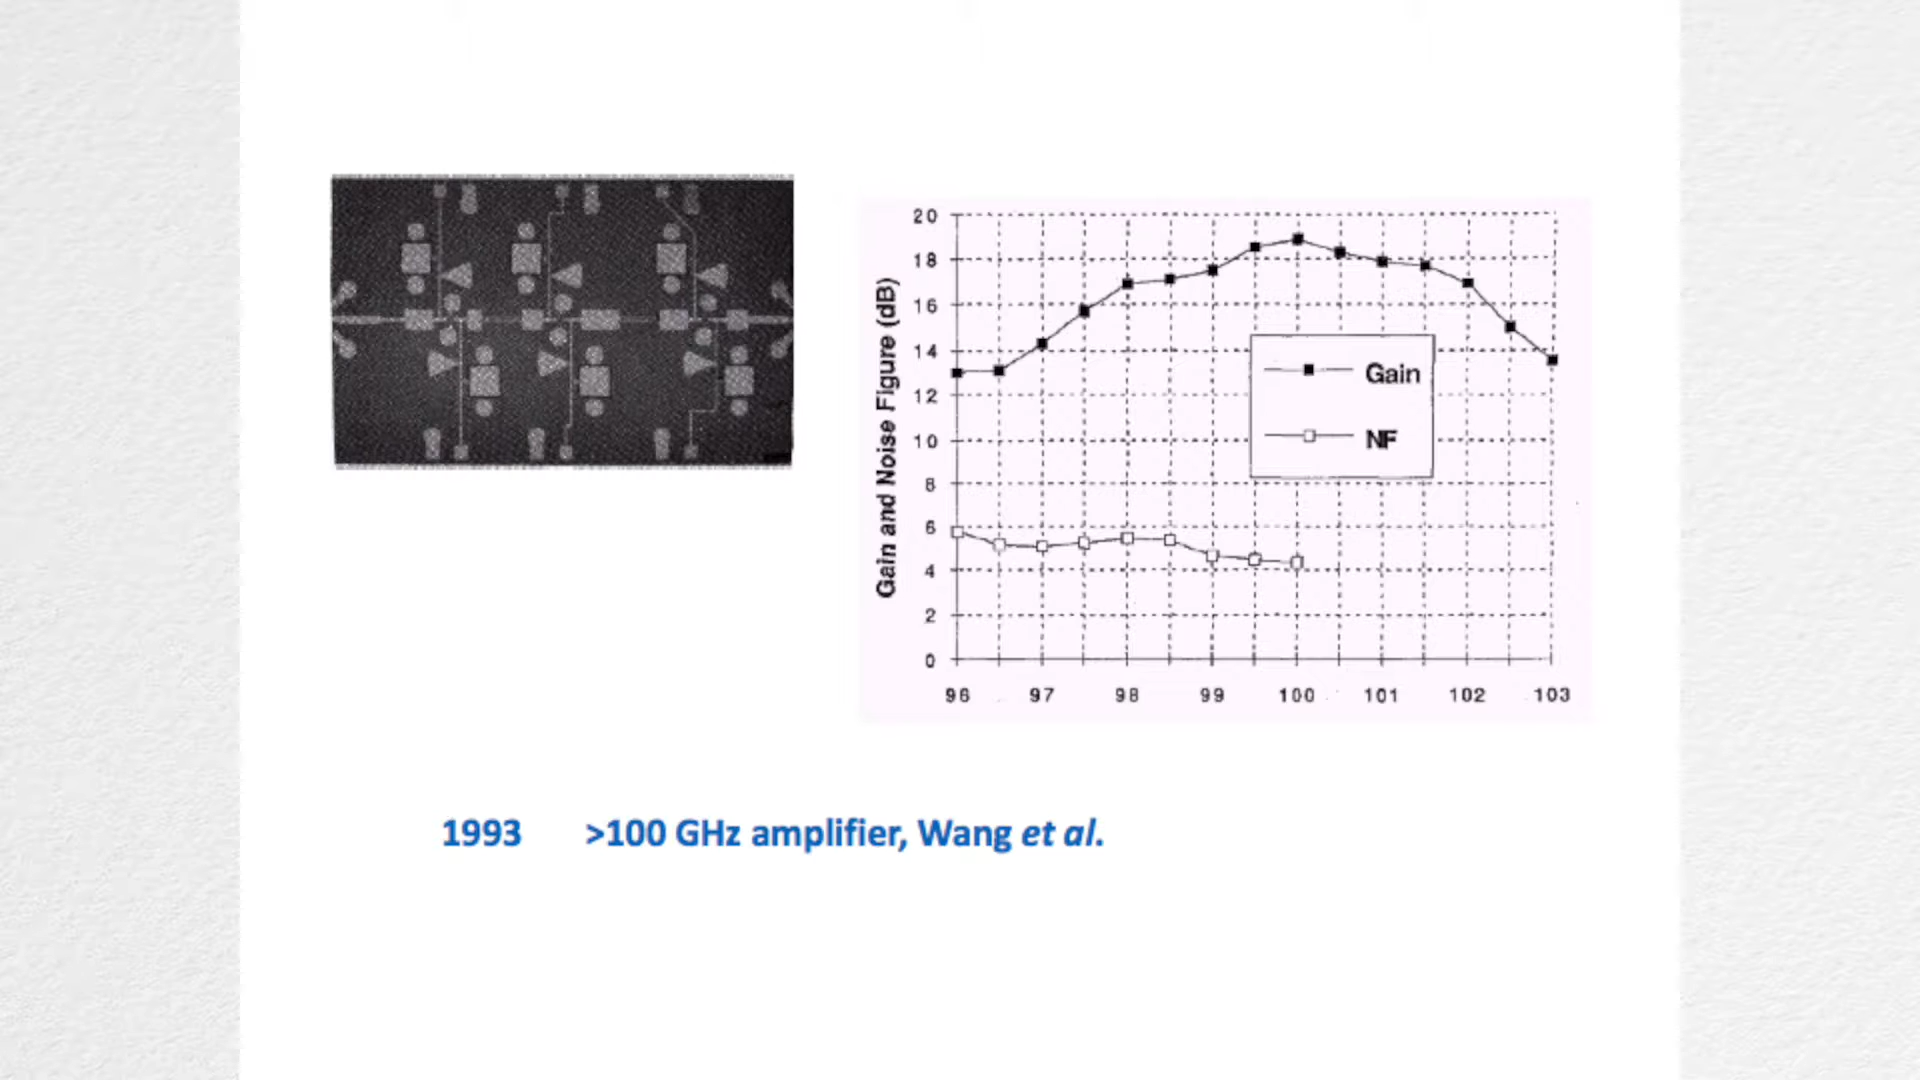 20
18
16
14
12
10
8
6
4
2
0
Gain and Noise Figure (dB)
Gain
NF
96 97 98 99 100 101 102 103
1993 >100 GHz amplifier, Wang et al.